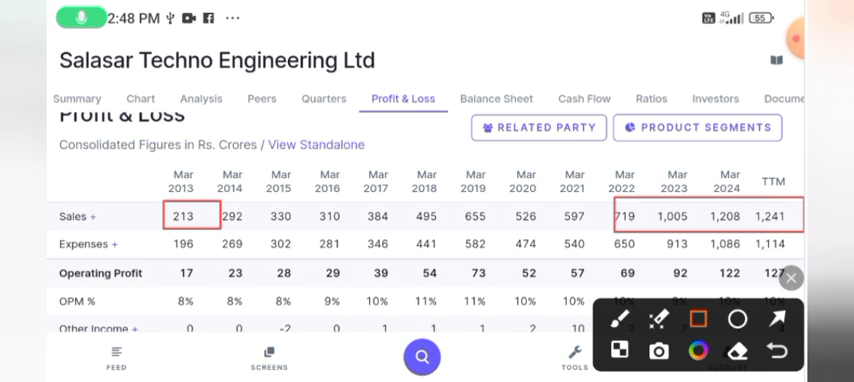 2:48 PM ... 4G 55
Salasar Techno Engineering Ltd
Summary Chart Analysis Peers Quarters Profit & Loss Balance Sheet Cash Flow Ratios Investors Docume
Profit & Loss RELATED PARTY PRODUCT SEGMENTS
Consolidated Figures in Rs. Crores / View Standalone
Mar 2013 Mar 2014 Mar 2015 Mar 2016 Mar 2017 Mar 2018 Mar 2019 Mar 2020 Mar 2021 Mar 2022 Mar 2023 Mar 2024 TTM
Sales + 213 292 330 310 384 495 655 526 597 719 1,005 1,208 1,241
Expenses + 196 269 302 281 346 441 582 474 540 650 913 1,086 1,114
Operating Profit 17 23 28 29 39 54 73 52 57 69 92 122 127
OPM % 8% 8% 8% 9% 10% 11% 11% 10% 10%
Other Income + 0 0 -2 0 1 1 1 2 10
FEED SCREENS TOOLS